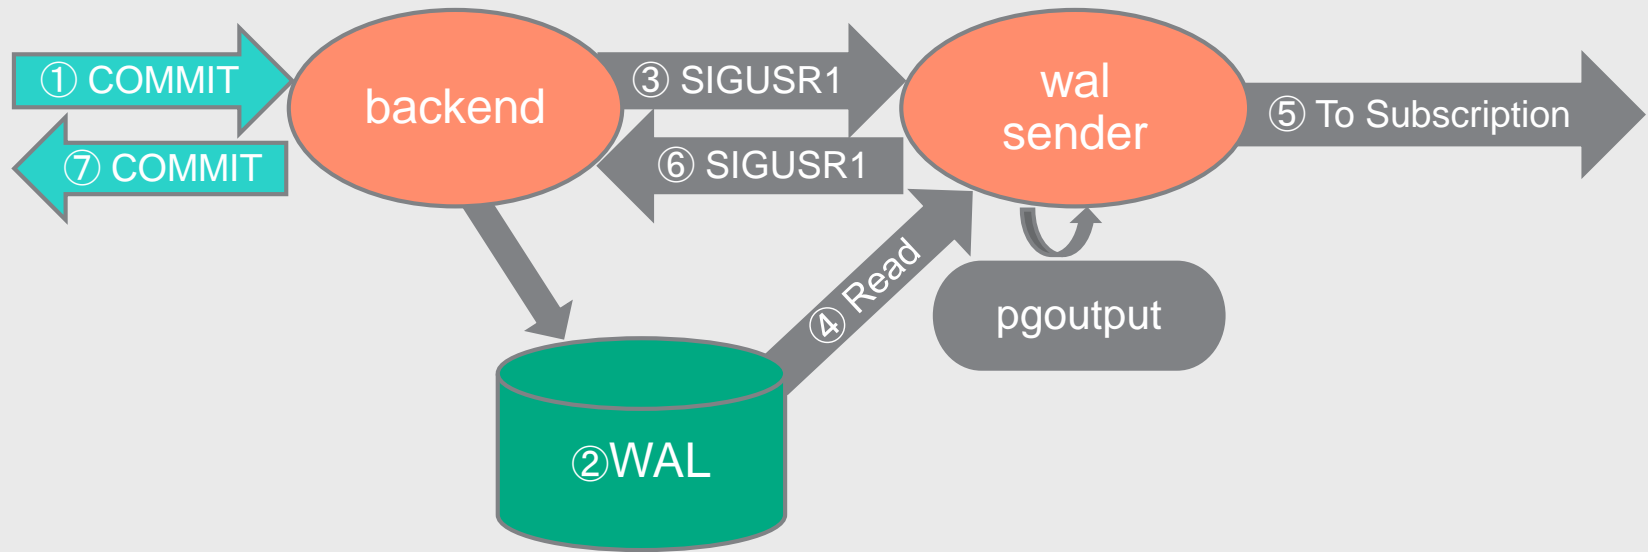 ① COMMIT
backend
③ SIGUSR1
wal
sender
⑤ To Subscription
⑦ COMMIT
⑥ SIGUSR1
④ Read
pgoutput
②WAL